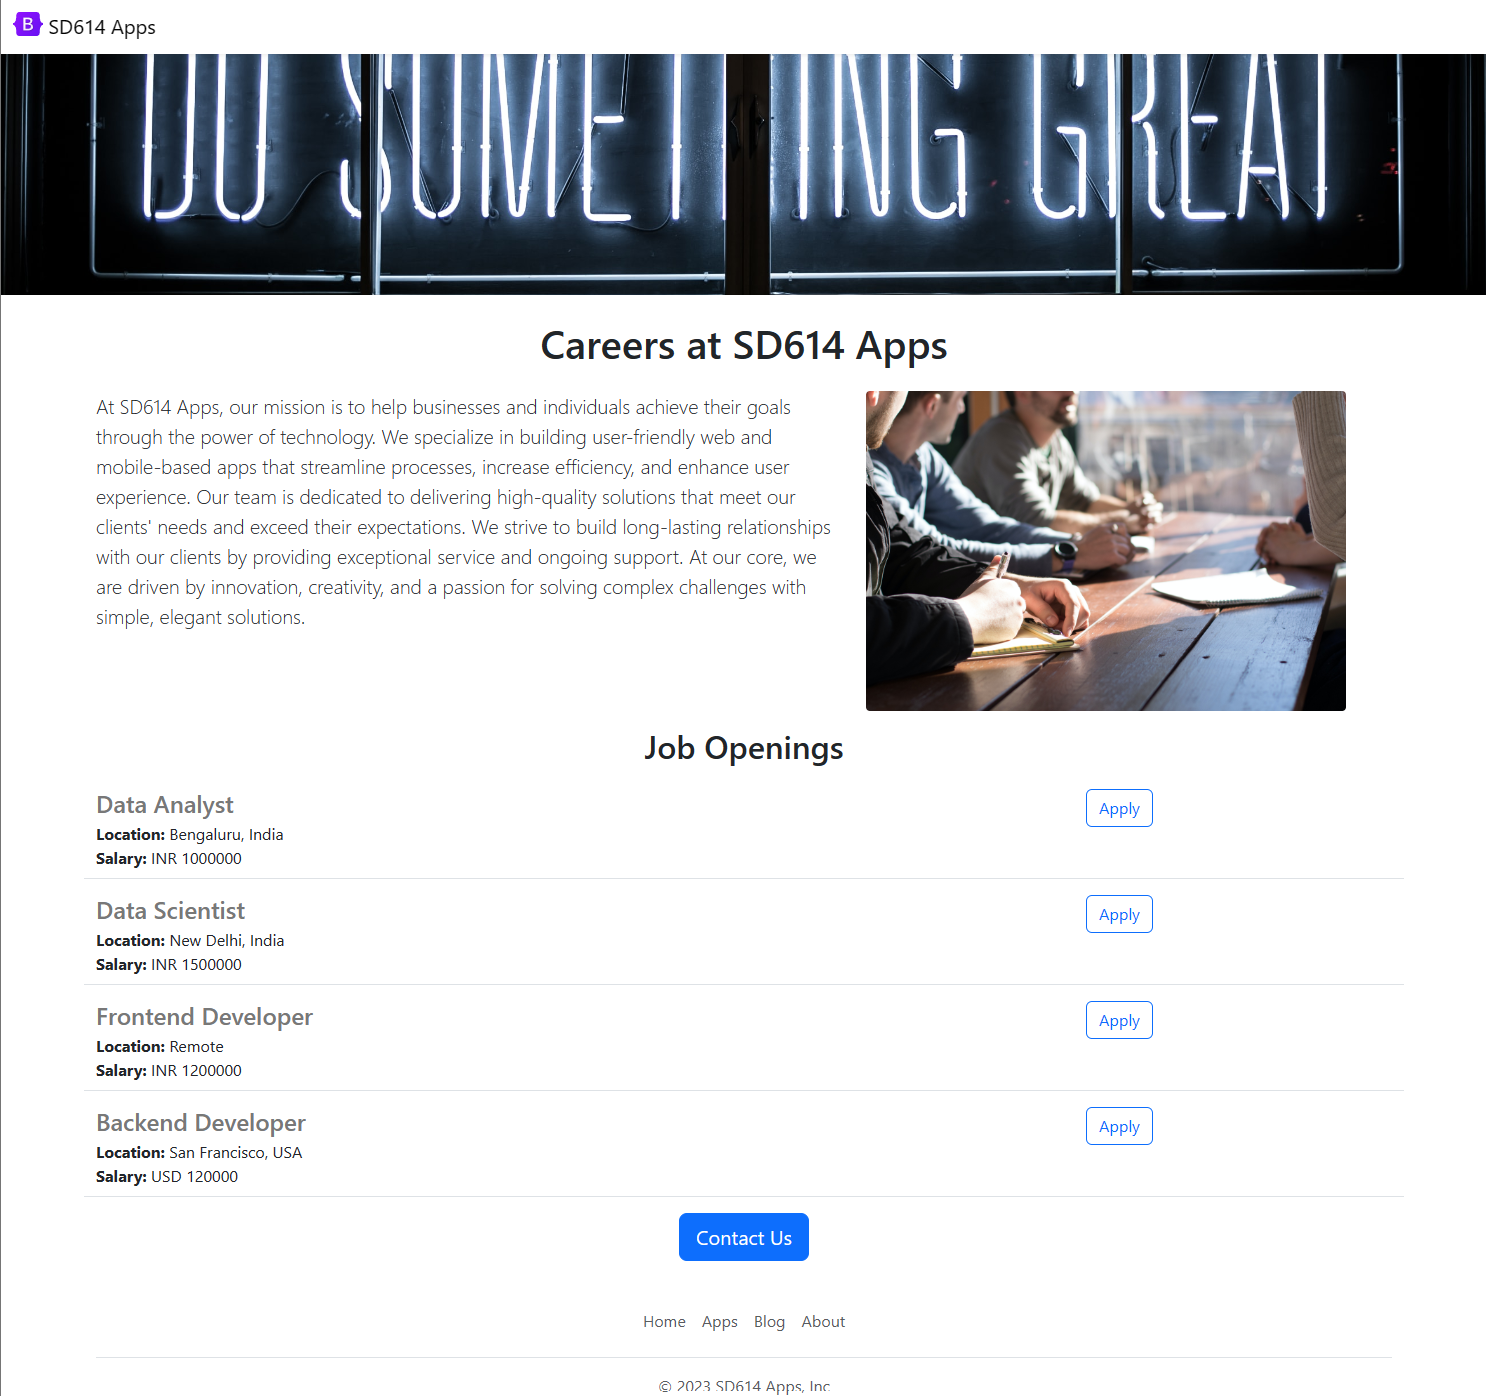 B SD614 Apps
DO SOMETHING GREAT
Careers at SD614 Apps
At SD614 Apps, our mission is to help businesses and individuals achieve their goals
through the power of technology. We specialize in building user-friendly web and
mobile-based apps that streamline processes, increase efficiency, and enhance user
experience. Our team is dedicated to delivering high-quality solutions that meet our
clients' needs and exceed their expectations. We strive to build long-lasting relationships
with our clients by providing exceptional service and ongoing support. At our core, we
are driven by innovation, creativity, and a passion for solving complex challenges with
simple, elegant solutions.
Job Openings
Data Analyst
Apply
Location: Bengaluru, India
Salary: INR 1000000
Data Scientist
Apply
Location: New Delhi, India
Salary: INR 1500000
Frontend Developer
Apply
Location: Remote
Salary: INR 1200000
Backend Developer
Apply
Location: San Francisco, USA
Salary: USD 120000
Contact Us
Home Apps Blog About
© 2023 SD614 Apps, Inc